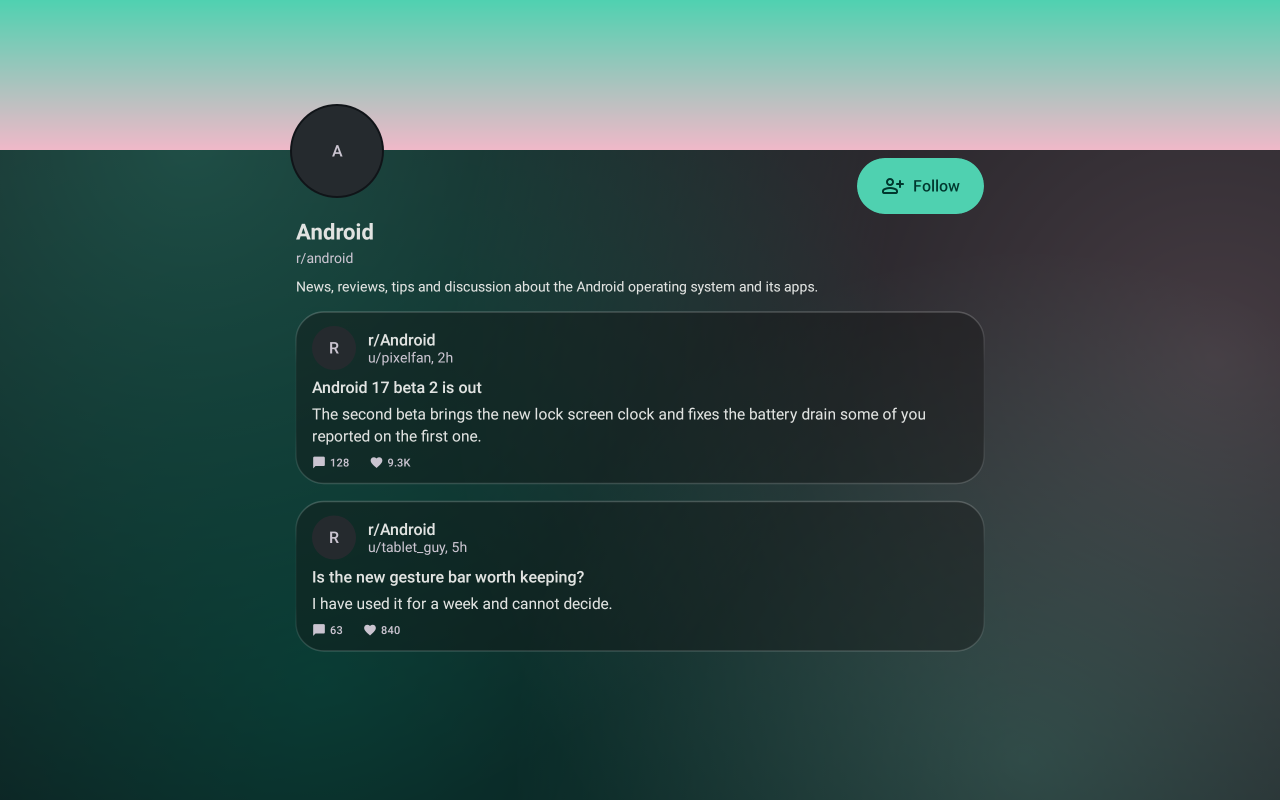 A
Follow
Android
r/android
News, reviews, tips and discussion about the Android operating system and its apps.
R
r/Android
u/pixelfan, 2h
Android 17 beta 2 is out
The second beta brings the new lock screen clock and fixes the battery drain some of you
reported on the first one.
128 9.3K
R
r/Android
u/tablet_guy, 5h
Is the new gesture bar worth keeping?
I have used it for a week and cannot decide.
63 840